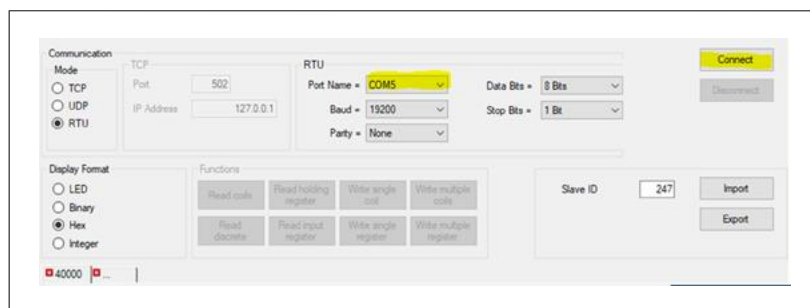 Communication
Mode
TCP
UDP
RTU
TCP
Port 502
IP Address 127.0.0.1
RTU
Port Name = COM5
Baud = 19200
Parity = None
Data Bits = 8 Bits
Stop Bits = 1 Bit
Connect
Disconnect
Display Format
LED
Binary
Hex
Integer
Functions
Read coils
Read holding
register
Write single
coil
Write multiple
coils
Read
discrete
Read input
register
Write single
register
Write multiple
register
Slave ID 247
Import
Export
40000
...